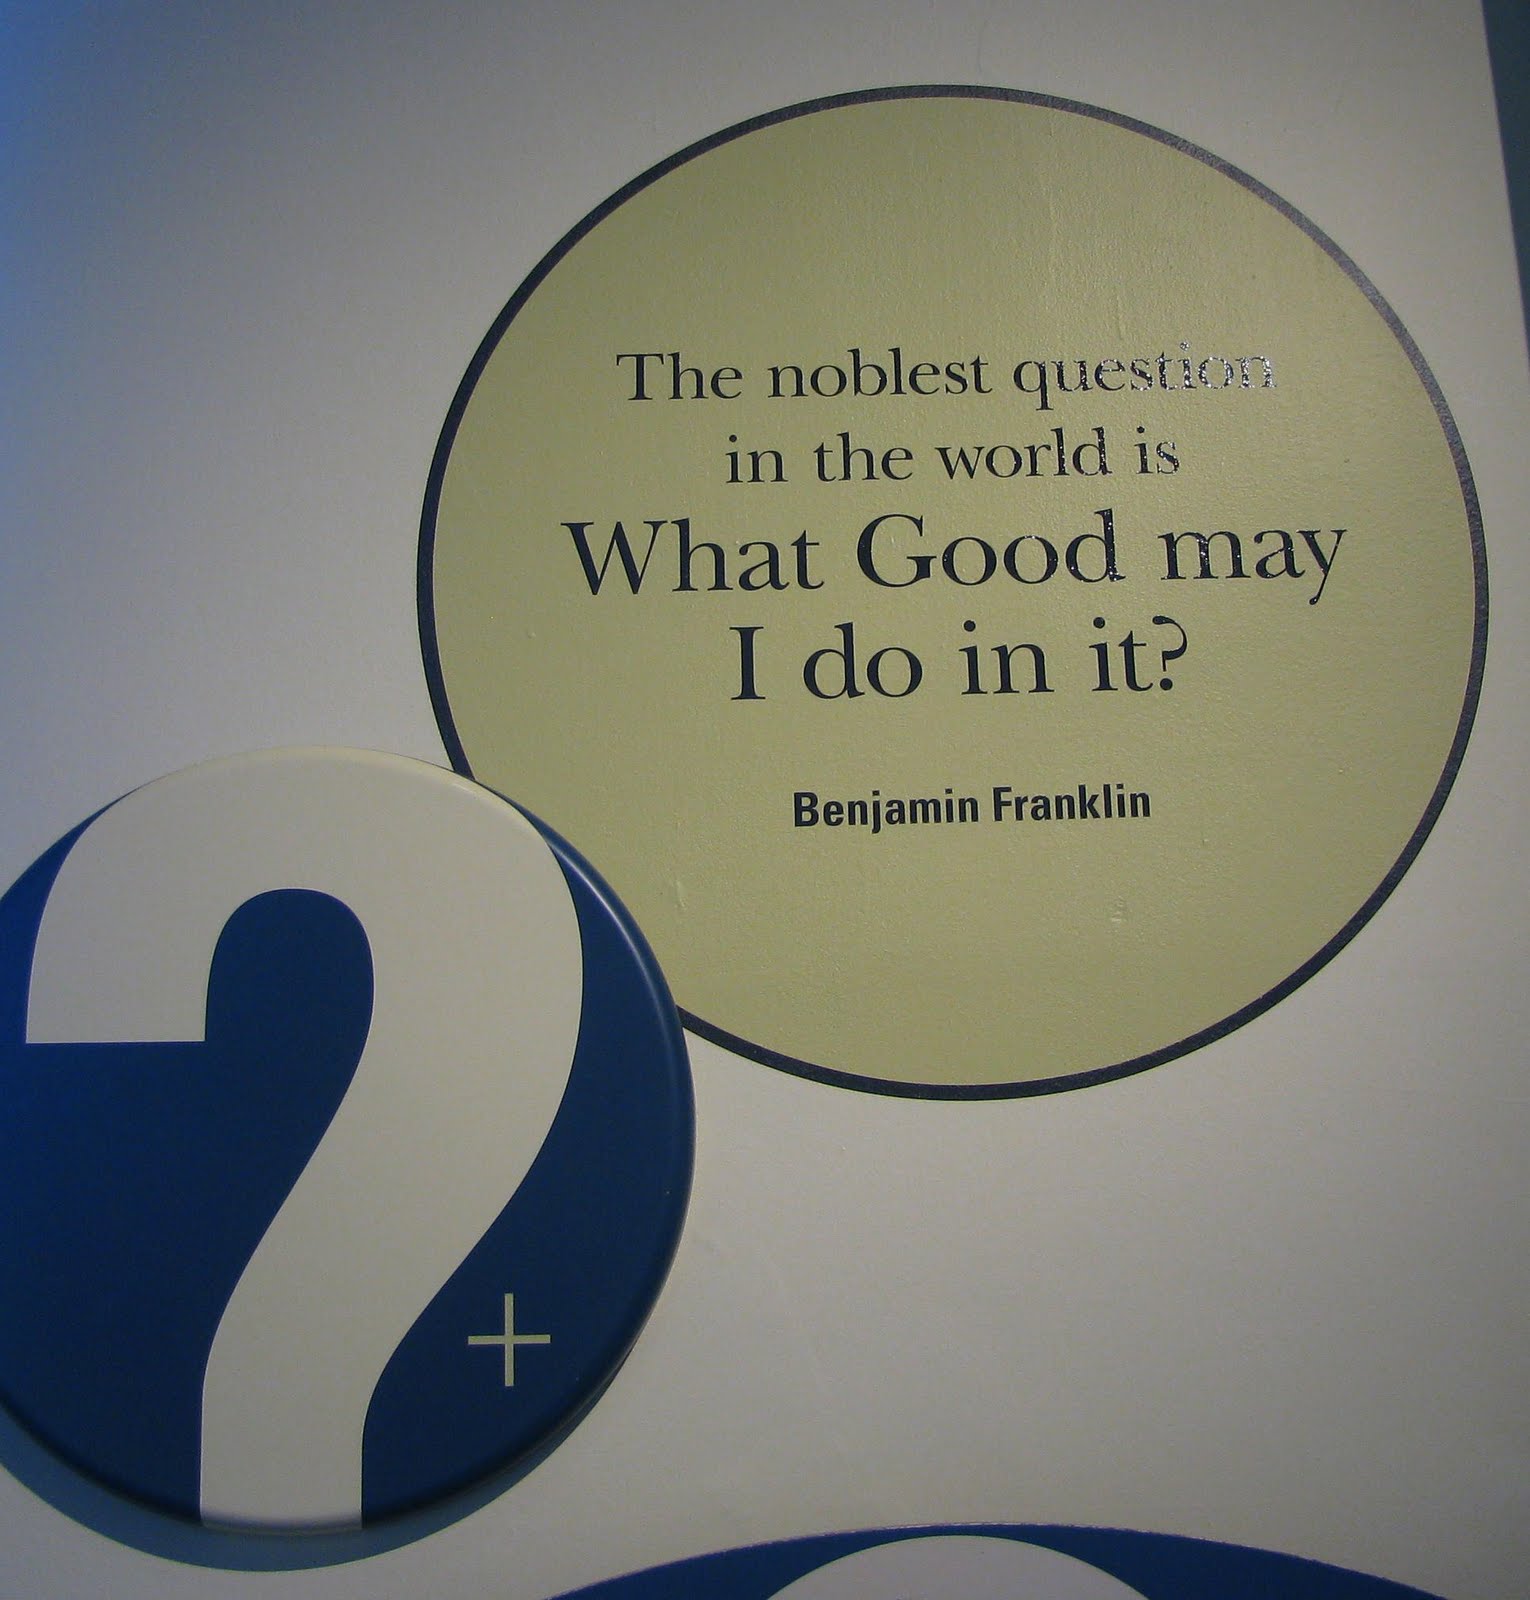 The noblest question
in the world is
What Good may
I do in it?
Benjamin Franklin
?
+